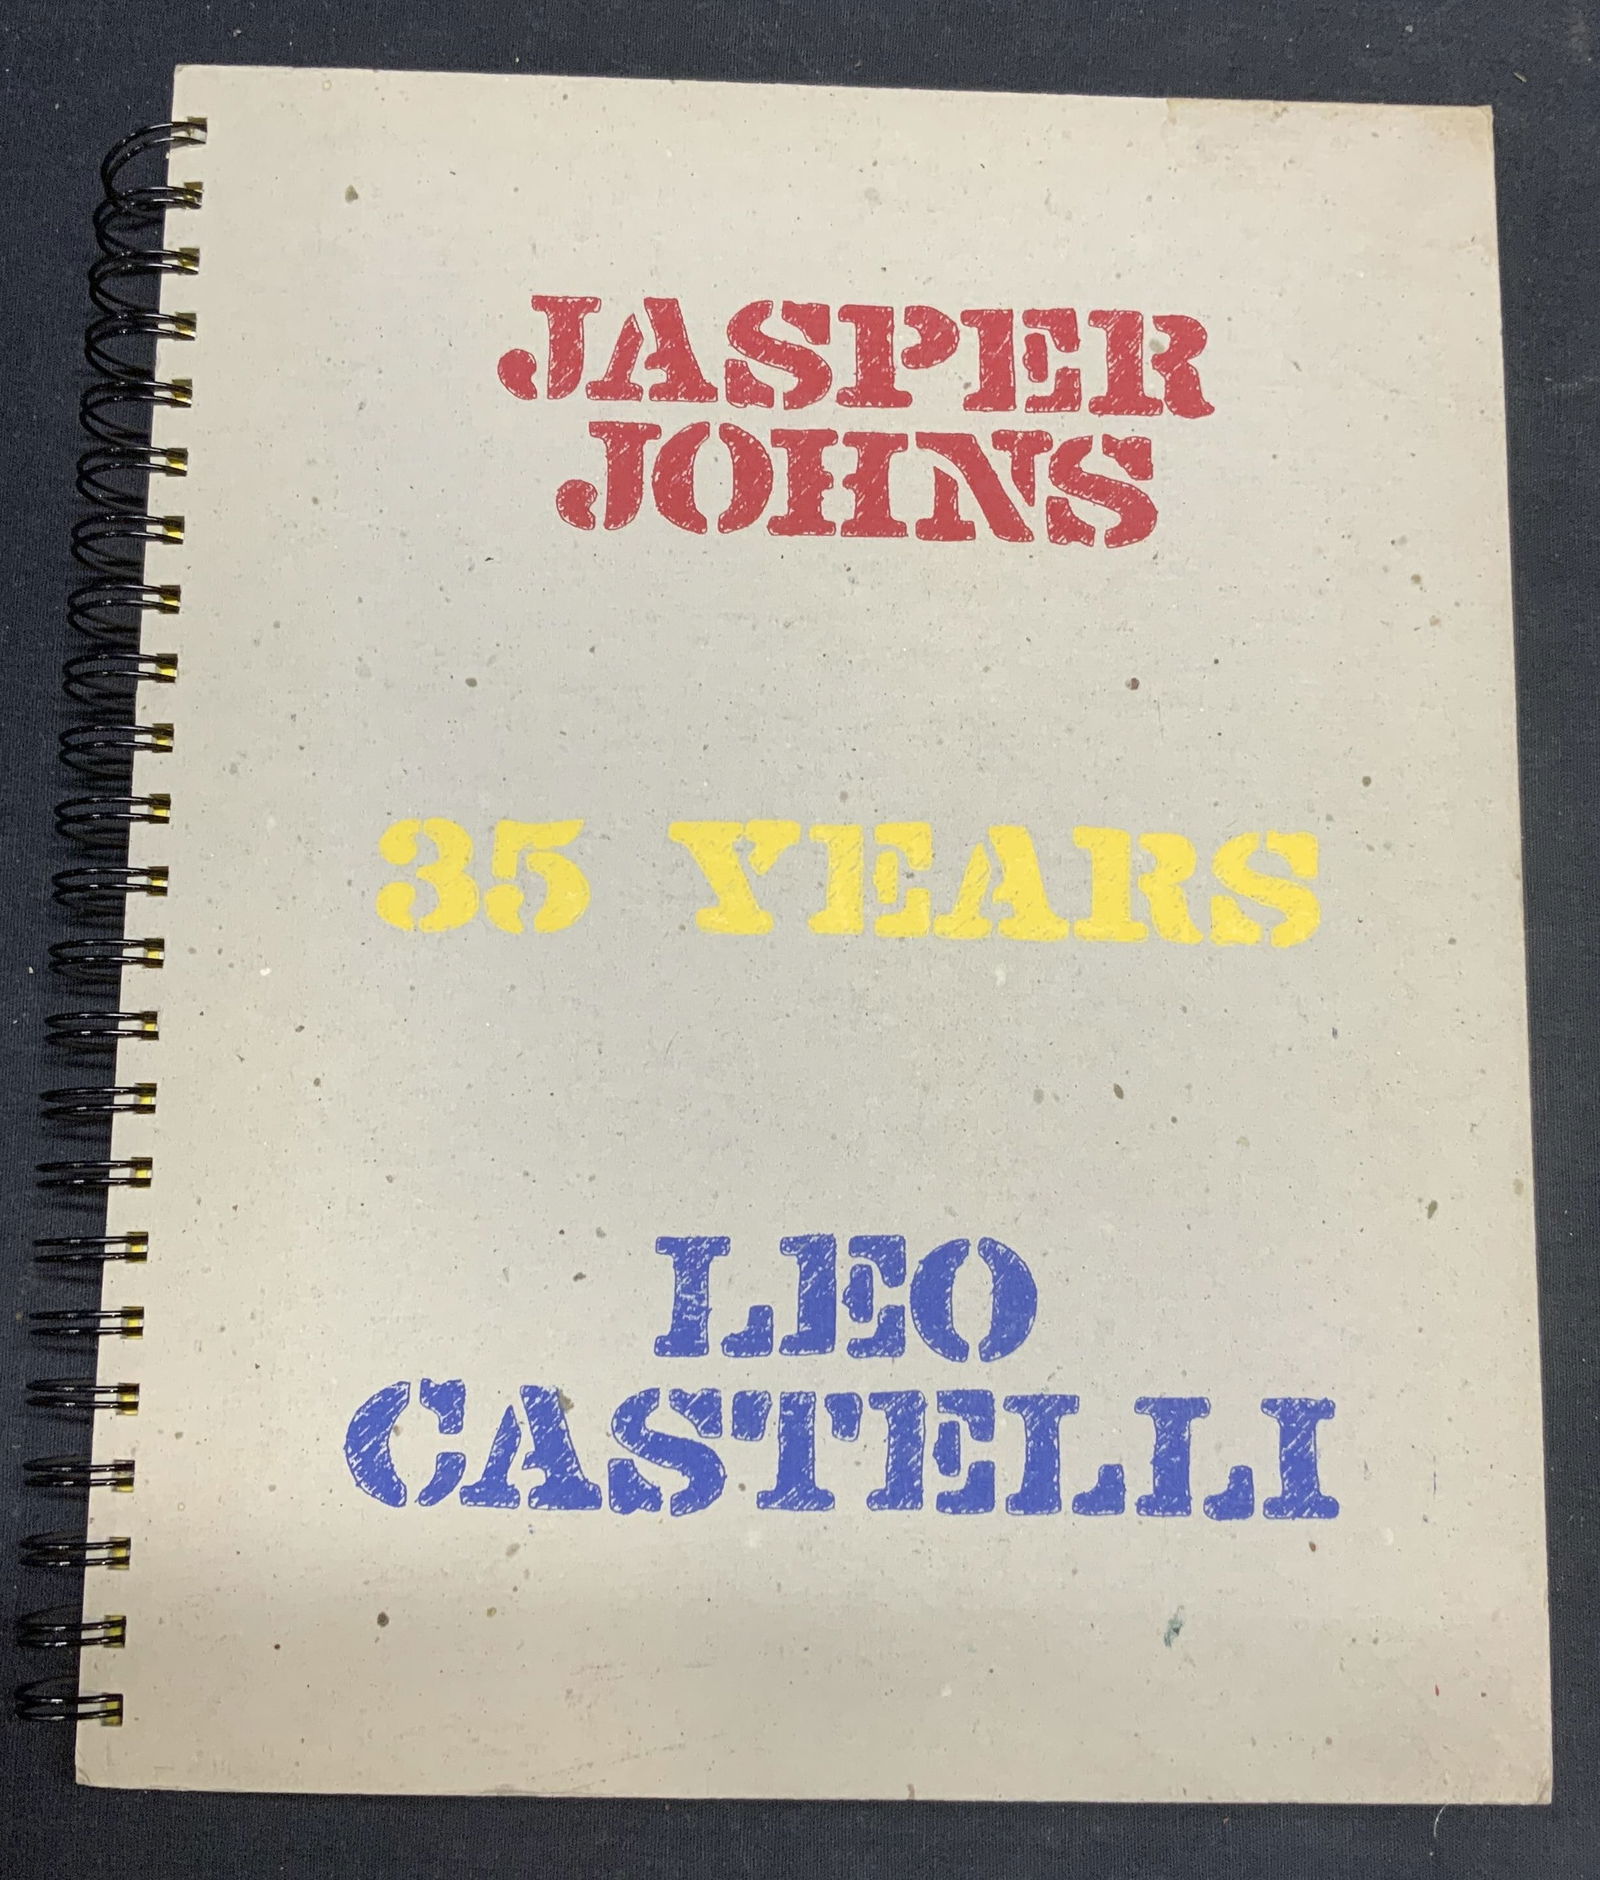 JASPER
JOHNS
35 YEARS
LEO
CASTELLI